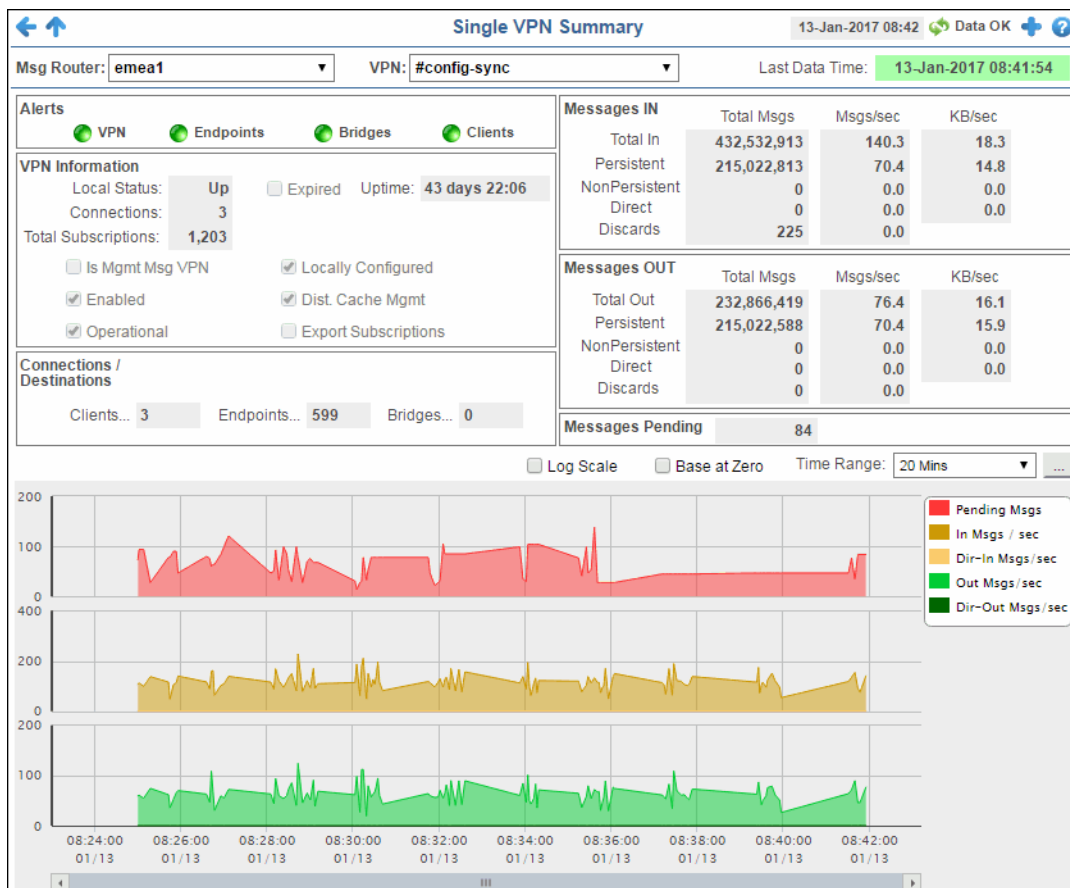 Single VPN Summary
13-Jan-2017 08:42 Data OK
Msg Router: emea1 VPN: #config-sync Last Data Time: 13-Jan-2017 08:41:54
Alerts
VPN Endpoints Bridges Clients
VPN Information
Local Status: Up Expired Uptime: 43 days 22:06
Connections: 3
Total Subscriptions: 1,203
Is Mgmt Msg VPN Locally Configured
Enabled Dist. Cache Mgmt
Operational Export Subscriptions
Connections /
Destinations
Clients... 3 Endpoints... 599 Bridges... 0
Messages IN Total Msgs Msgs/sec KB/sec
Total In 432,532,913 140.3 18.3
Persistent 215,022,813 70.4 14.8
NonPersistent 0 0.0 0.0
Direct 0 0.0 0.0
Discards 225 0.0
Messages OUT Total Msgs Msgs/sec KB/sec
Total Out 232,866,419 76.4 16.1
Persistent 215,022,588 70.4 15.9
NonPersistent 0 0.0 0.0
Direct 0 0.0 0.0
Discards 0 0.0
Messages Pending 84
Log Scale Base at Zero Time Range: 20 Mins ...
200
100
0
400
200
0
200
100
0
Pending Msgs
In Msgs / sec
Dir-In Msgs/sec
Out Msgs/sec
Dir-Out Msgs/sec
08:24:00 08:26:00 08:28:00 08:30:00 08:32:00 08:34:00 08:36:00 08:38:00 08:40:00 08:42:00
01/13 01/13 01/13 01/13 01/13 01/13 01/13 01/13 01/13 01/13